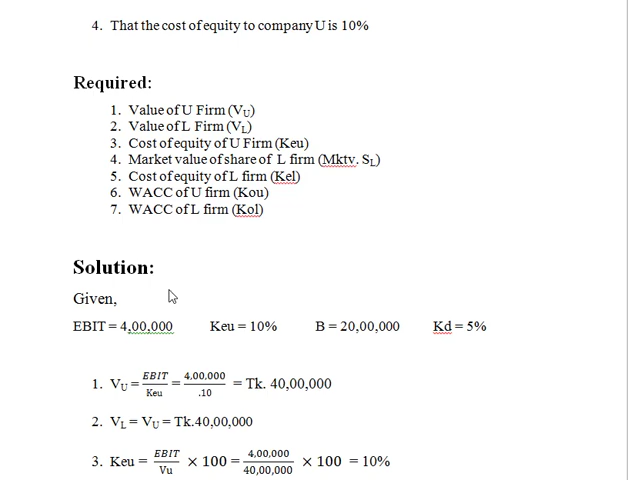 4. That the cost of equity to company U is 10%
Required:
1. Value of U Firm (VU)
2. Value of L Firm (VL)
3. Cost of equity of U Firm (Keu)
4. Market value of share of L firm (Mktv. SL)
5. Cost of equity of L firm (Kel)
6. WACC of U firm (Kou)
7. WACC of L firm (Kol)
Solution:
Given,
EBIT = 4,00,000 Keu = 10% B = 20,00,000 Kd = 5%
1. VU = EBIT/Keu = 4,00,000/.10 = Tk. 40,00,000
2. VL = VU = Tk.40,00,000
3. Keu = EBIT/Vu × 100 = 4,00,000/40,00,000 × 100 = 10%